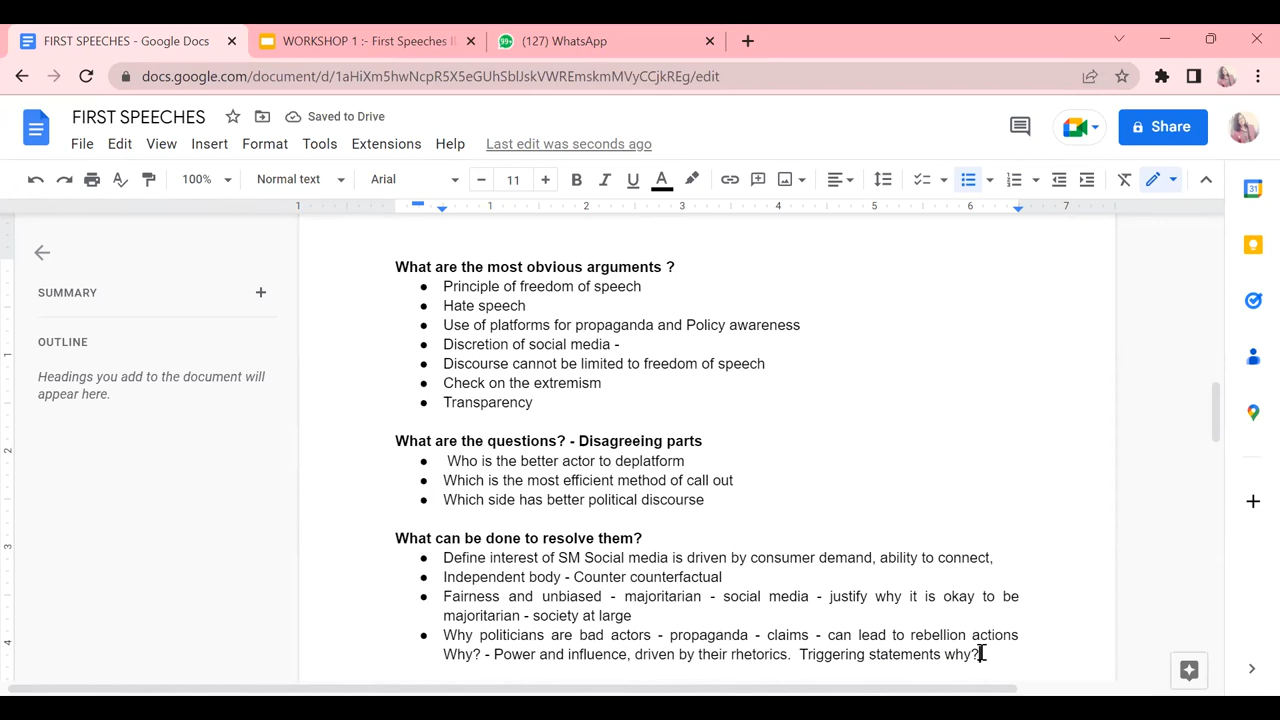 FIRST SPEECHES - Google Docs
WORKSHOP 1 :- First Speeches
(127) WhatsApp
docs.google.com/document/d/1aHiXm5hwNcpR5X5eGUhSblJskVWREmskmMVyCCjkREg/edit
FIRST SPEECHES
Saved to Drive
File Edit View Insert Format Tools Extensions Help Last edit was seconds ago
Share
100% Normal text Arial 11
1 1 2 3 4 5 6 7
SUMMARY
OUTLINE
Headings you add to the document will
appear here.
What are the most obvious arguments ?
● Principle of freedom of speech
● Hate speech
● Use of platforms for propaganda and Policy awareness
● Discretion of social media -
● Discourse cannot be limited to freedom of speech
● Check on the extremism
● Transparency
What are the questions? - Disagreeing parts
● Who is the better actor to deplatform
● Which is the most efficient method of call out
● Which side has better political discourse
What can be done to resolve them?
● Define interest of SM Social media is driven by consumer demand, ability to connect,
● Independent body - Counter counterfactual
● Fairness and unbiased - majoritarian - social media - justify why it is okay to be
majoritarian - society at large
● Why politicians are bad actors - propaganda - claims - can lead to rebellion actions
Why? - Power and influence, driven by their rhetorics. Triggering statements why?